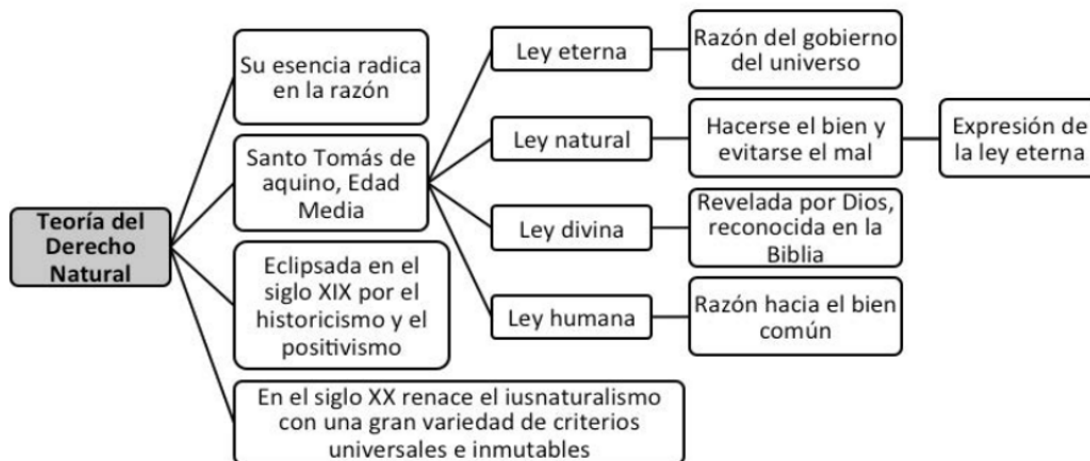 Teoría del
Derecho
Natural
Su esencia radica
en la razón
Santo Tomás de
aquino, Edad
Media
Ley eterna
Razón del gobierno
del universo
Ley natural
Hacerse el bien y
evitarse el mal
Expresión de
la ley eterna
Ley divina
Revelada por Dios,
reconocida en la
Biblia
Ley humana
Razón hacia el bien
común
Eclipsada en el
siglo XIX por el
historicismo y el
positivismo
En el siglo XX renace el iusnaturalismo
con una gran variedad de criterios
universales e inmutables